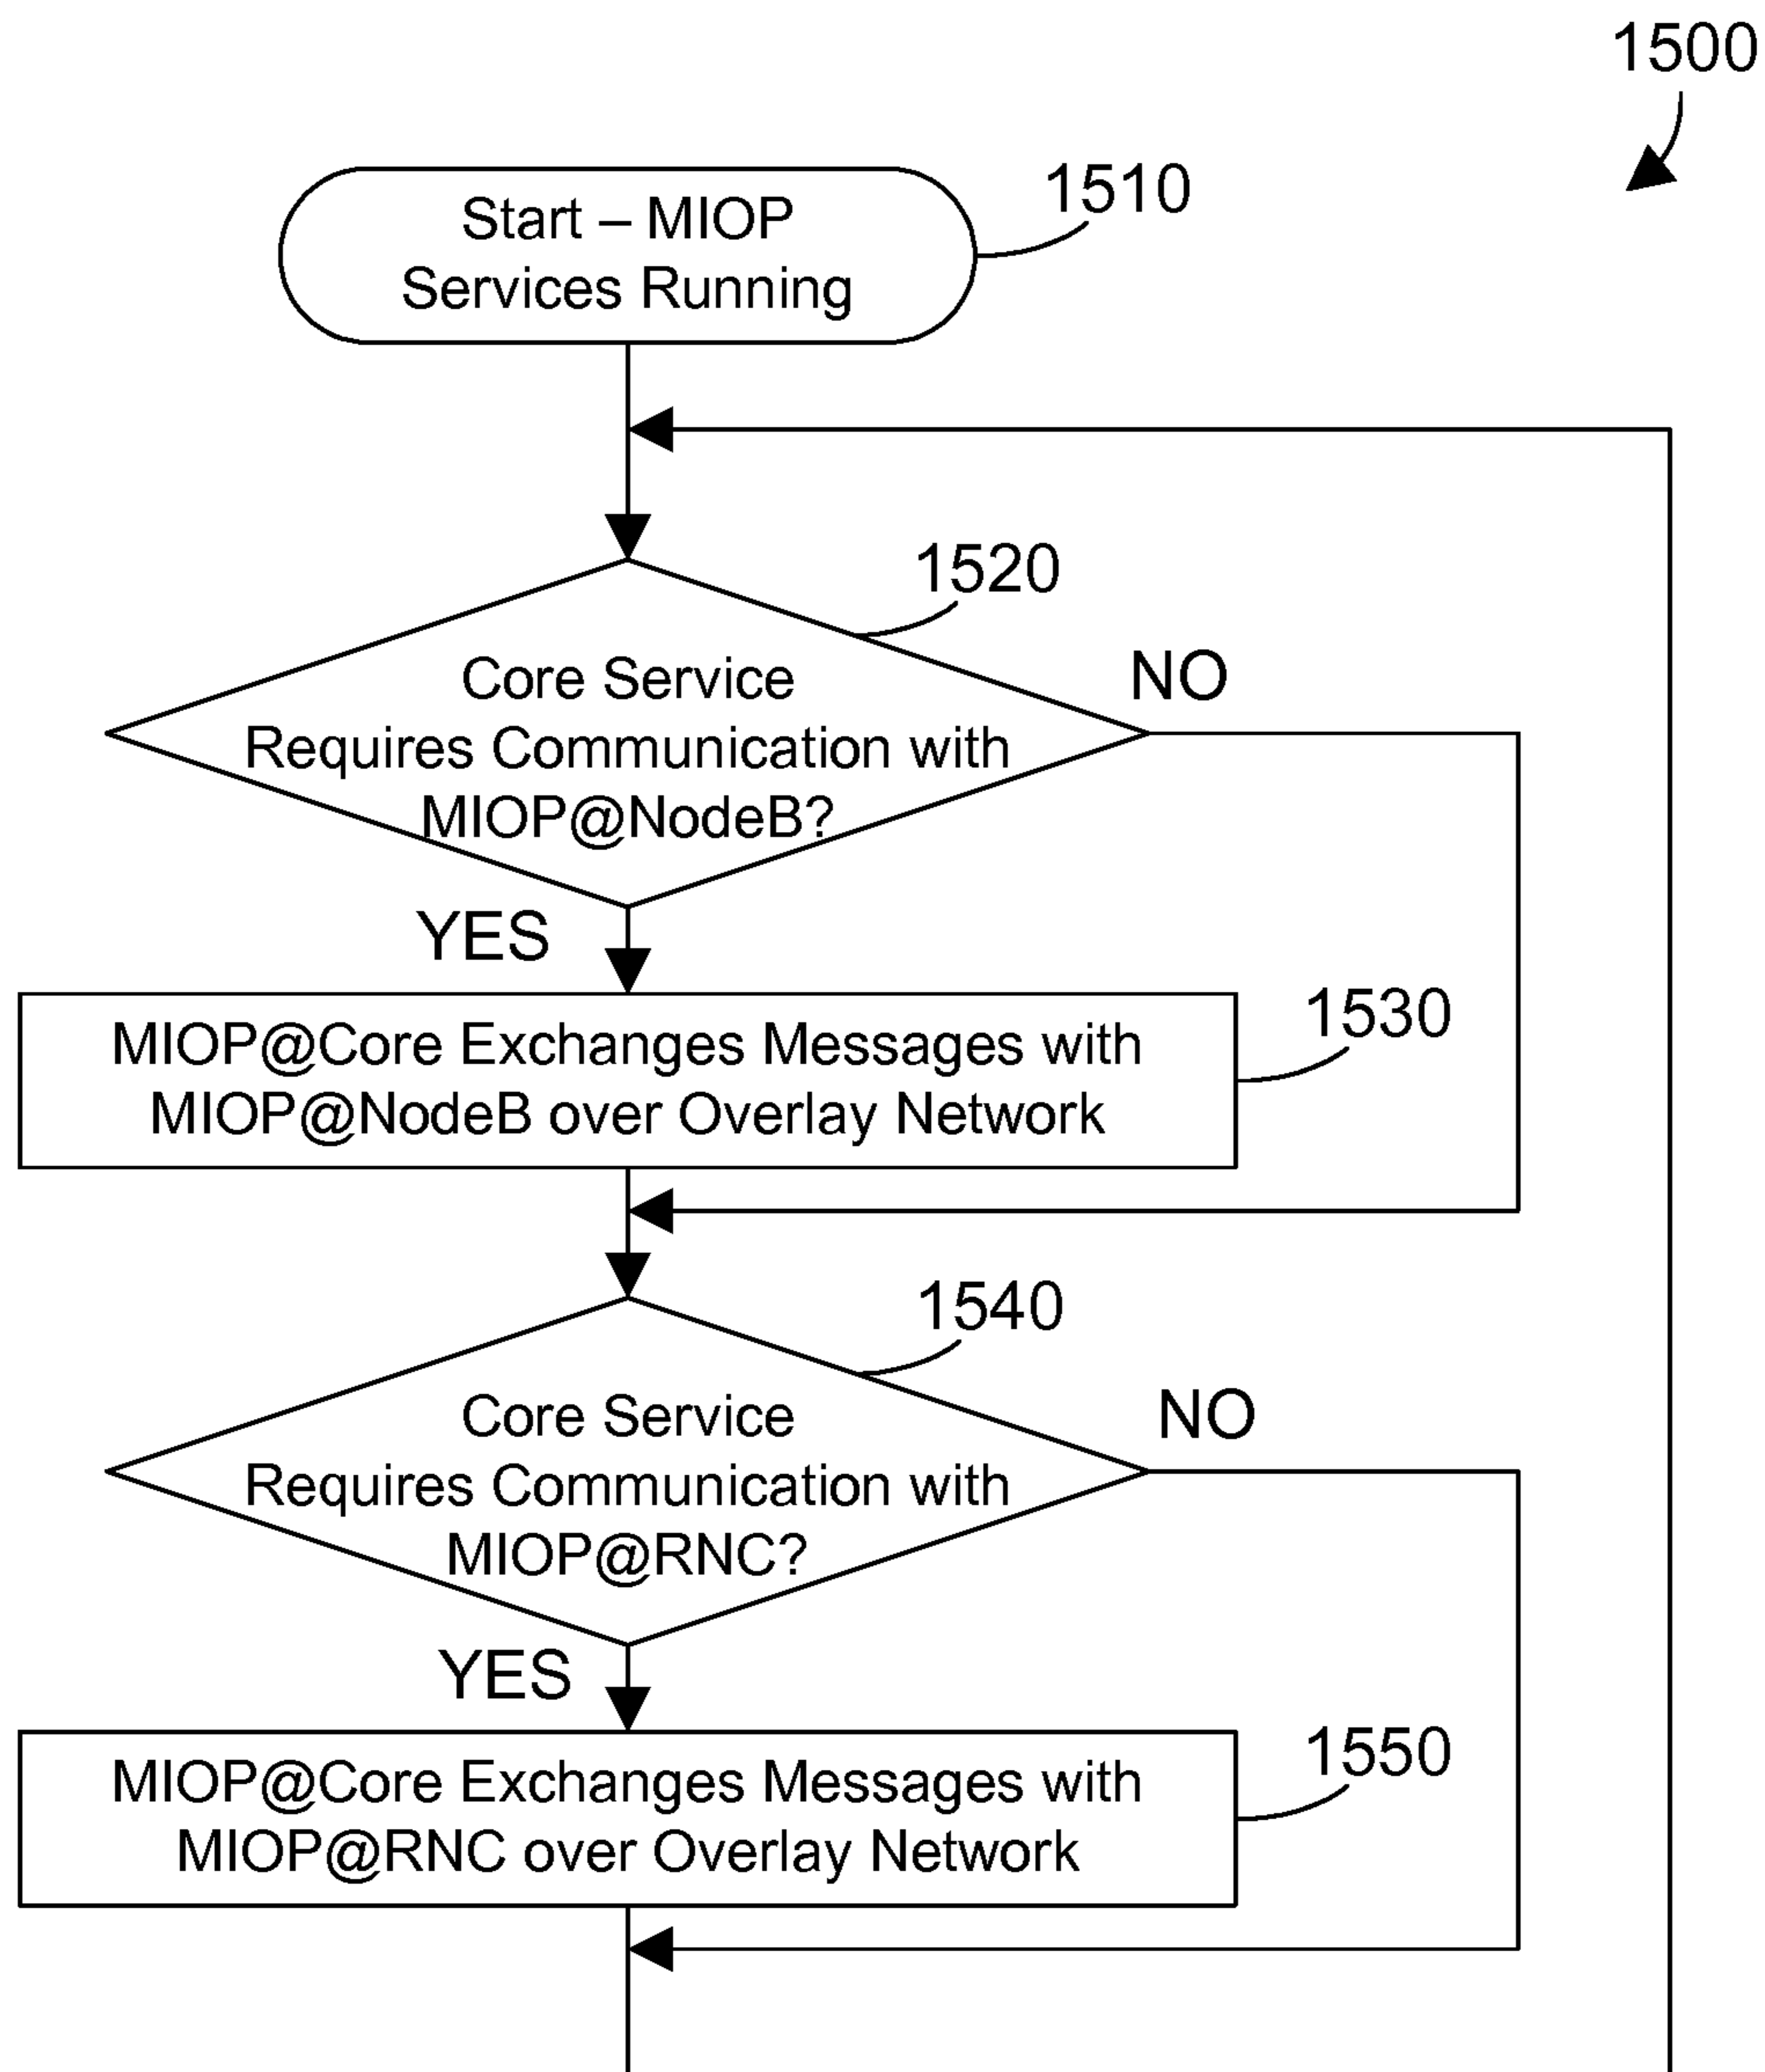 1500
Start – MIOP
Services Running
1510
1520
Core Service
Requires Communication with
MIOP@NodeB?
NO
YES
MIOP@Core Exchanges Messages with
MIOP@NodeB over Overlay Network
1530
1540
Core Service
Requires Communication with
MIOP@RNC?
NO
YES
MIOP@Core Exchanges Messages with
MIOP@RNC over Overlay Network
1550